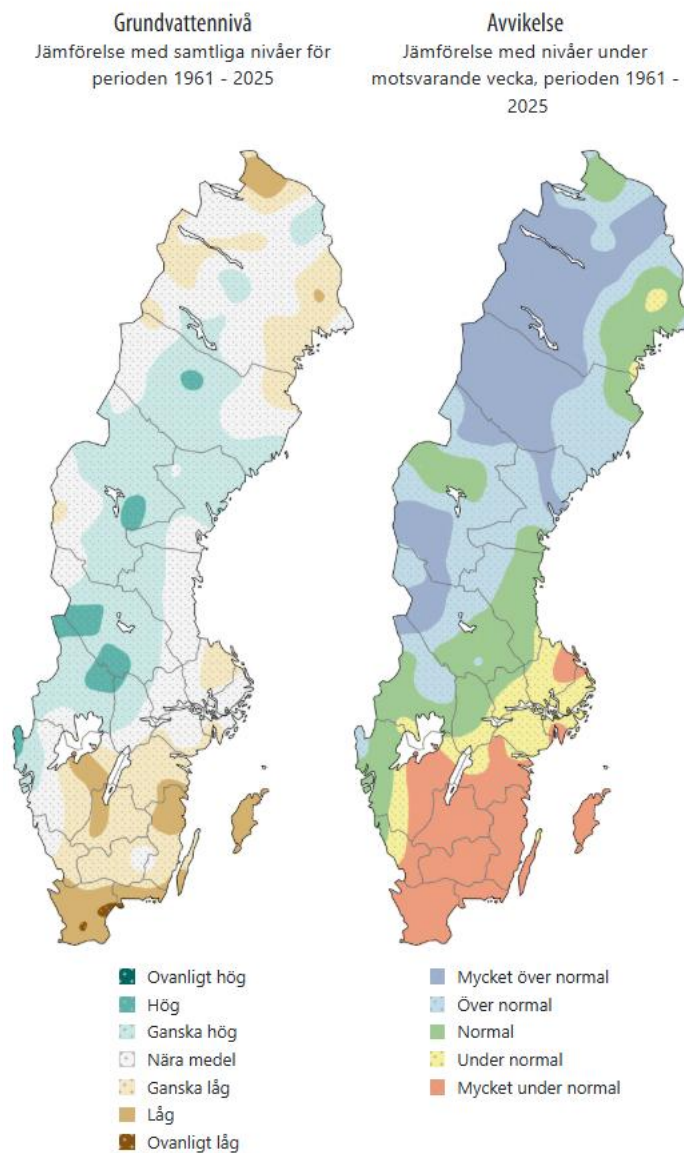 Grundvattennivå
Jämförelse med samtliga nivåer för
perioden 1961 - 2025
Avvikelse
Jämförelse med nivåer under
motsvarande vecka, perioden 1961 -
2025
Ovanligt hög
Hög
Ganska hög
Nära medel
Ganska låg
Låg
Ovanligt låg
Mycket över normal
Över normal
Normal
Under normal
Mycket under normal